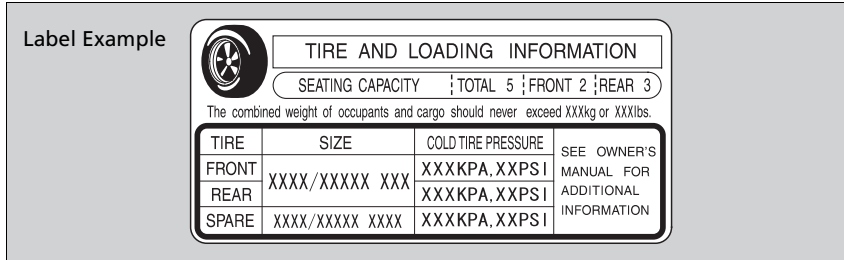 Label Example
TIRE AND LOADING INFORMATION
SEATING CAPACITY TOTAL 5 FRONT 2 REAR 3
The combined weight of occupants and cargo should never exceed XXXkg or XXXlbs.
TIRE SIZE COLD TIRE PRESSURE
FRONT XXXX/XXXXX XXX XXXKPA, XXPSI
REAR XXXKPA, XXPSI
SPARE XXXX/XXXXX XXXX XXXKPA, XXPSI
SEE OWNER'S
MANUAL FOR
ADDITIONAL
INFORMATION